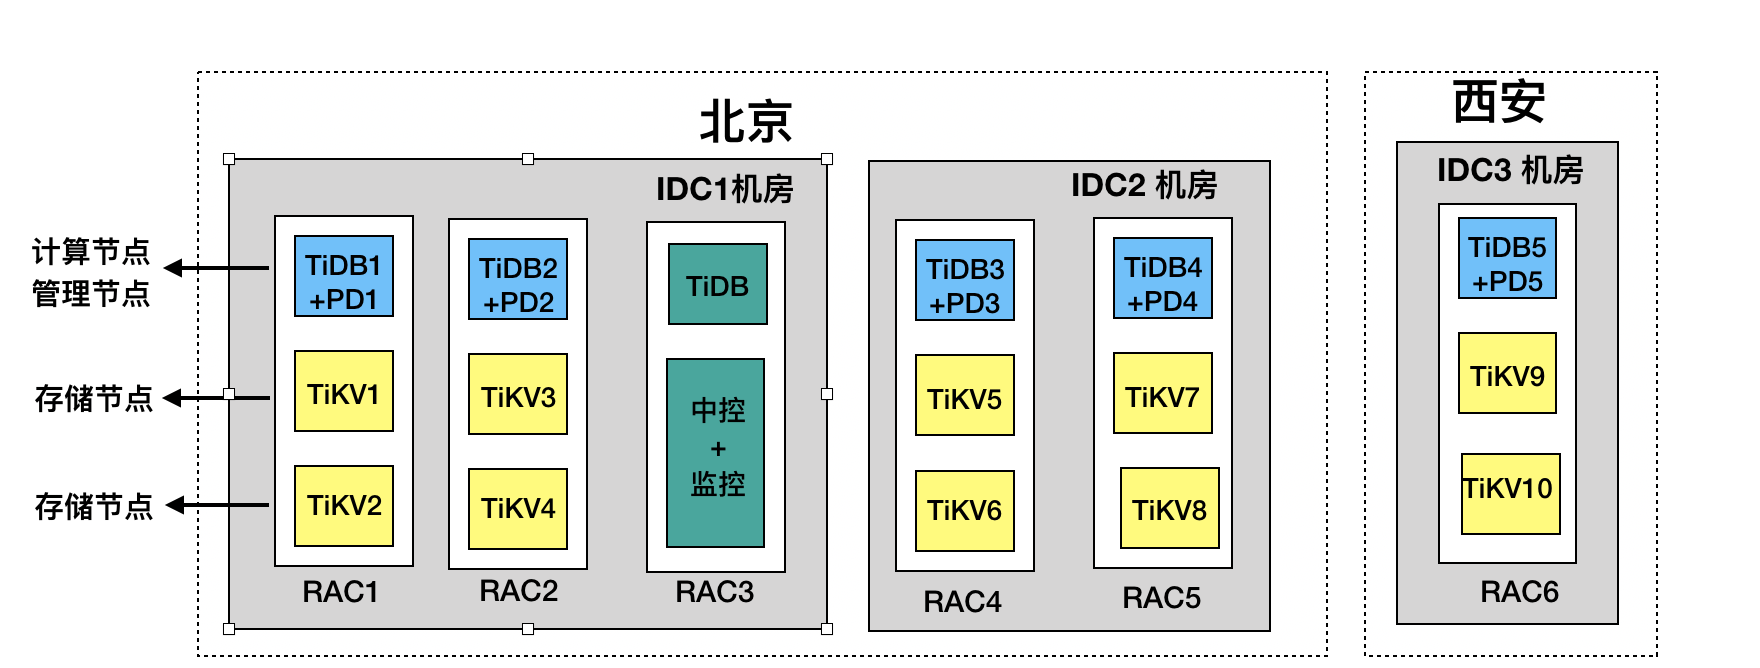 北京
西安
IDC1机房
IDC2 机房
IDC3 机房
计算节点
管理节点
存储节点
存储节点
TiDB1
+PD1
TiKV1
TiKV2
RAC1
TiDB2
+PD2
TiKV3
TiKV4
RAC2
TiDB
中控
+
监控
RAC3
TiDB3
+PD3
TiKV5
TiKV6
RAC4
TiDB4
+PD4
TiKV7
TiKV8
RAC5
TiDB5
+PD5
TiKV9
TiKV10
RAC6